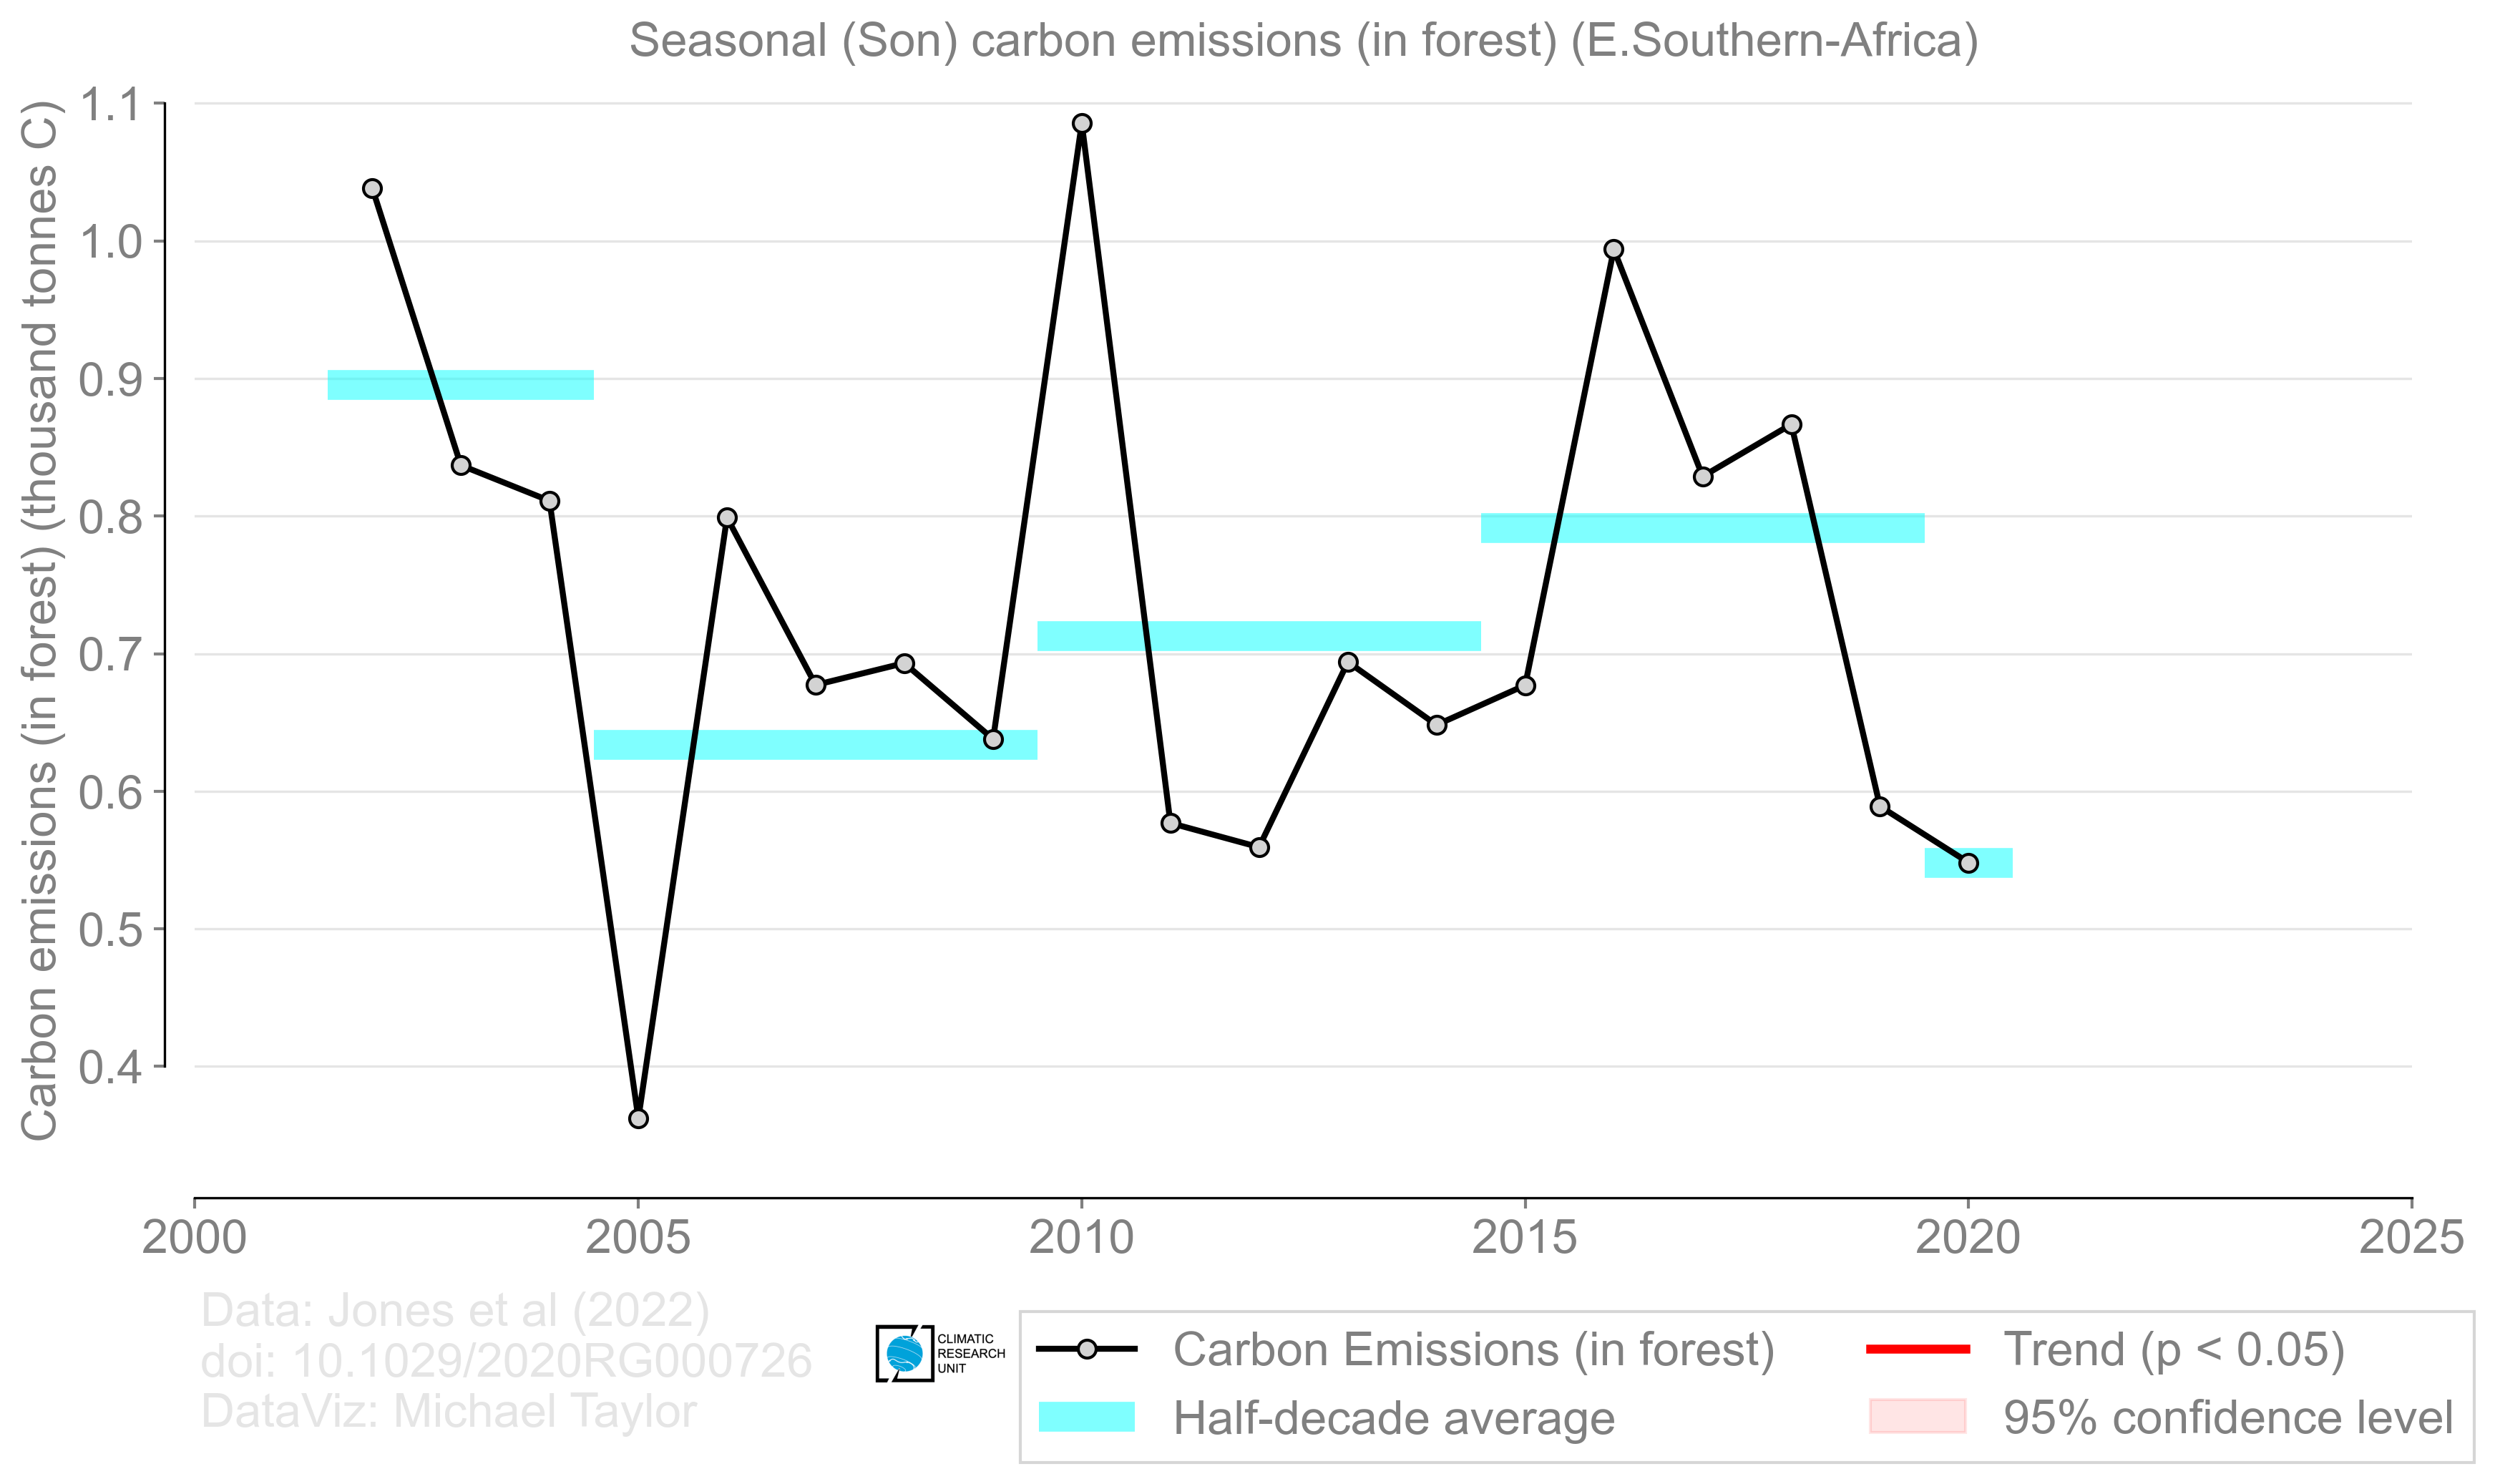 Seasonal (Son) carbon emissions (in forest) (E.Southern-Africa)
Carbon emissions (in forest) (thousand tonnes C)
1.1
1.0
0.9
0.8
0.7
0.6
0.5
0.4
2000
2005
2010
2015
2020
2025
Data: Jones et al (2022)
doi: 10.1029/2020RG000726
DataViz: Michael Taylor
CLIMATIC
RESEARCH
UNIT
Carbon Emissions (in forest)
Half-decade average
Trend (p < 0.05)
95% confidence level